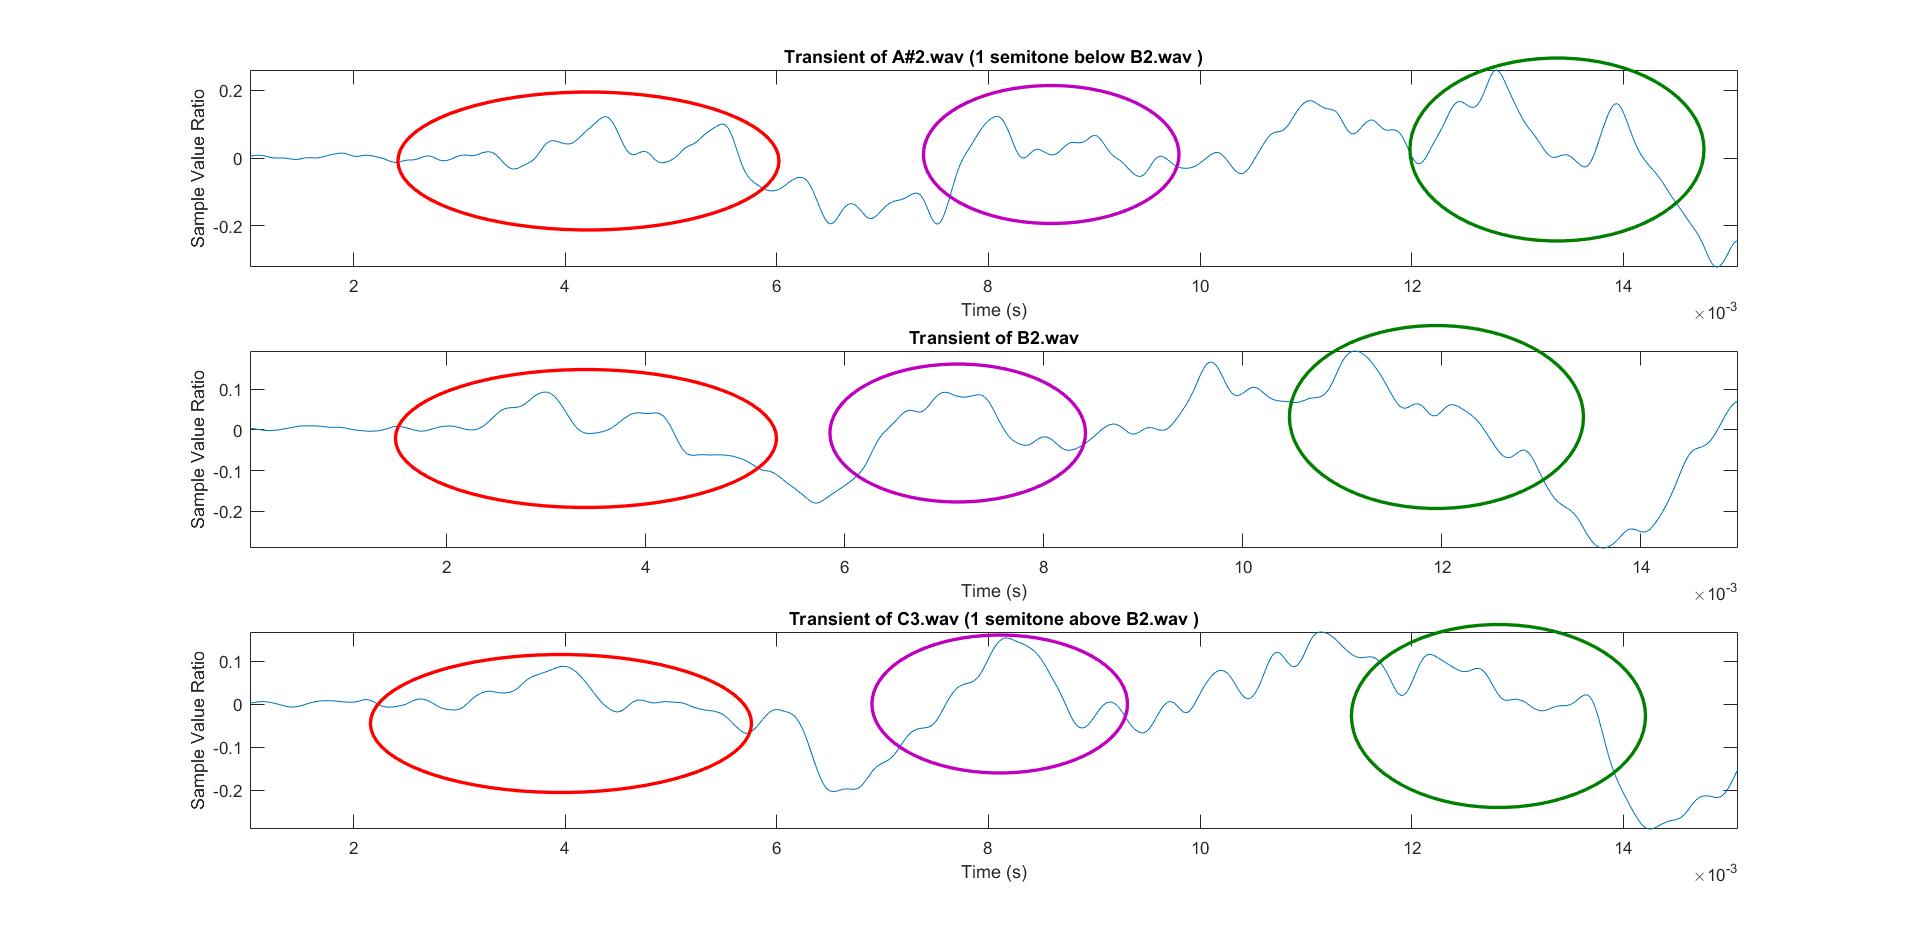 Transient of A#2.wav (1 semitone below B2.wav )
Sample Value Ratio
0.2
0
-0.2
2 4 6 8 10 12 14
Time (s)
×10-3
Transient of B2.wav
Sample Value Ratio
0.1
0
-0.1
-0.2
2 4 6 8 10 12 14
Time (s)
×10-3
Transient of C3.wav (1 semitone above B2.wav )
Sample Value Ratio
0.1
0
-0.1
-0.2
2 4 6 8 10 12 14
Time (s)
×10-3